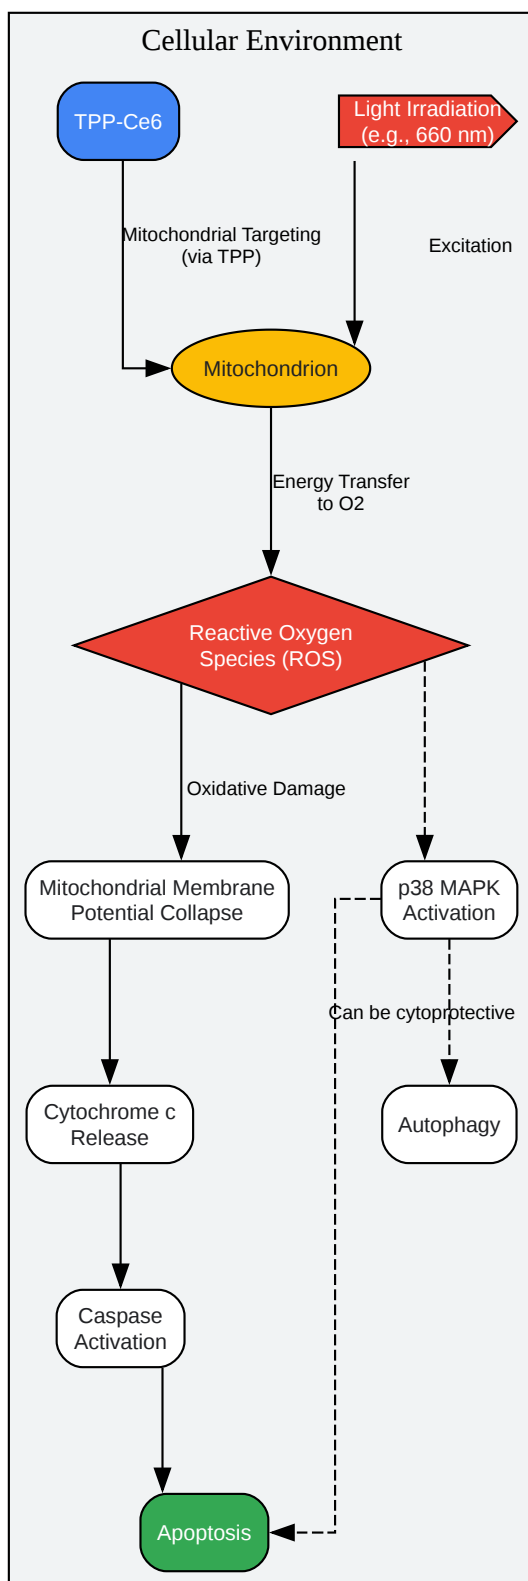 Cellular Environment
TPP-Ce6
Light Irradiation
(e.g., 660 nm)
Mitochondrial Targeting
(via TPP)
Excitation
Mitochondrion
Energy Transfer
to O2
Reactive Oxygen
Species (ROS)
Oxidative Damage
Mitochondrial Membrane
Potential Collapse
p38 MAPK
Activation
Can be cytoprotective
Cytochrome c
Release
Autophagy
Caspase
Activation
Apoptosis